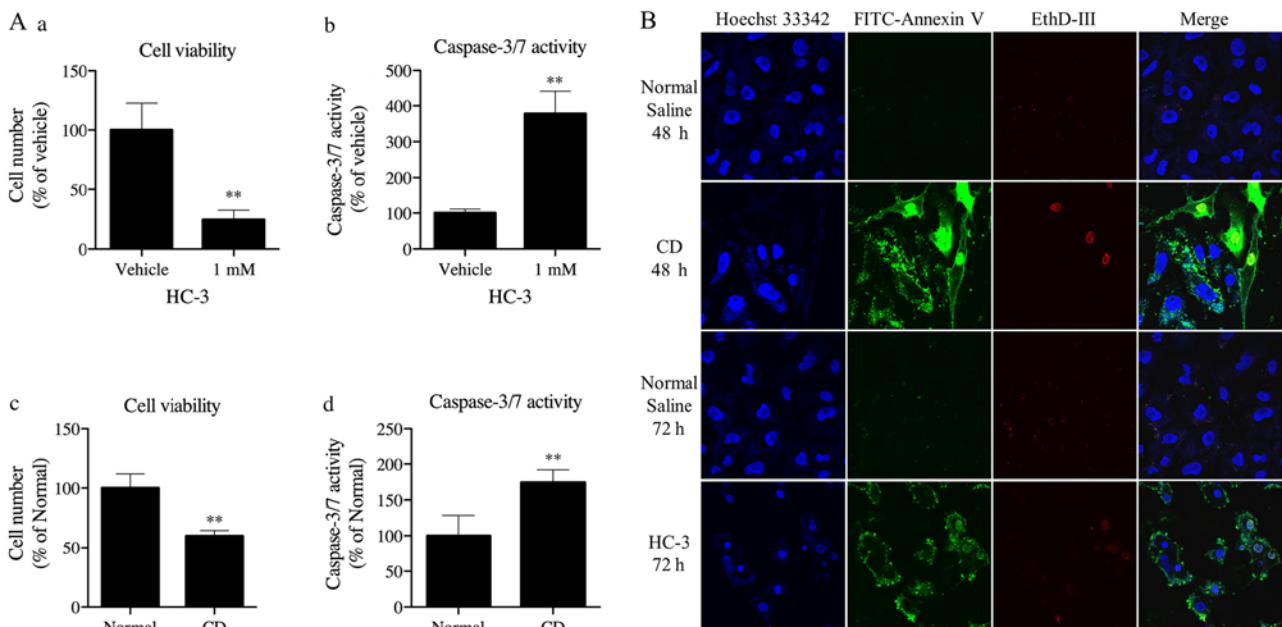 A
a
Cell viability
Cell number
(% of vehicle)
150
100
50
0
**
Vehicle
1 mM
HC-3
b
Caspase-3/7 activity
Caspase-3/7 activity
(% of vehicle)
500
400
300
200
100
0
**
Vehicle
1 mM
HC-3
c
Cell viability
Cell number
(% of Normal)
150
100
50
0
**
Normal
CD
d
Caspase-3/7 activity
Caspase-3/7 activity
(% of Normal)
250
200
150
100
50
0
**
Normal
CD
B
Hoechst 33342
FITC-Annexin V
EthD-III
Merge
Normal
Saline
48 h
CD
48 h
Normal
Saline
72 h
HC-3
72 h